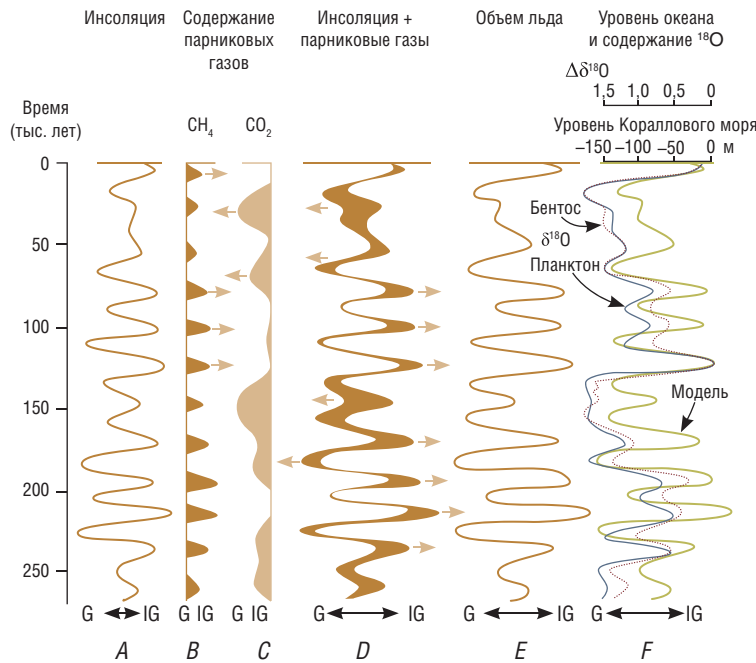 Инсоляция
Содержание
парниковых
газов
Инсоляция +
парниковые газы
Объем льда
Уровень океана
и содержание ¹⁸O
Δδ¹⁸O
1,5 1,0 0,5 0
Время
(тыс. лет)
CH₄
CO₂
Уровень Кораллового моря
–150 –100 –50 0 м
0
50
100
150
200
250
Бентос
δ¹⁸O
Планктон
Модель
G IG
G IG
G IG
G IG
G IG
G IG
A B C D E F